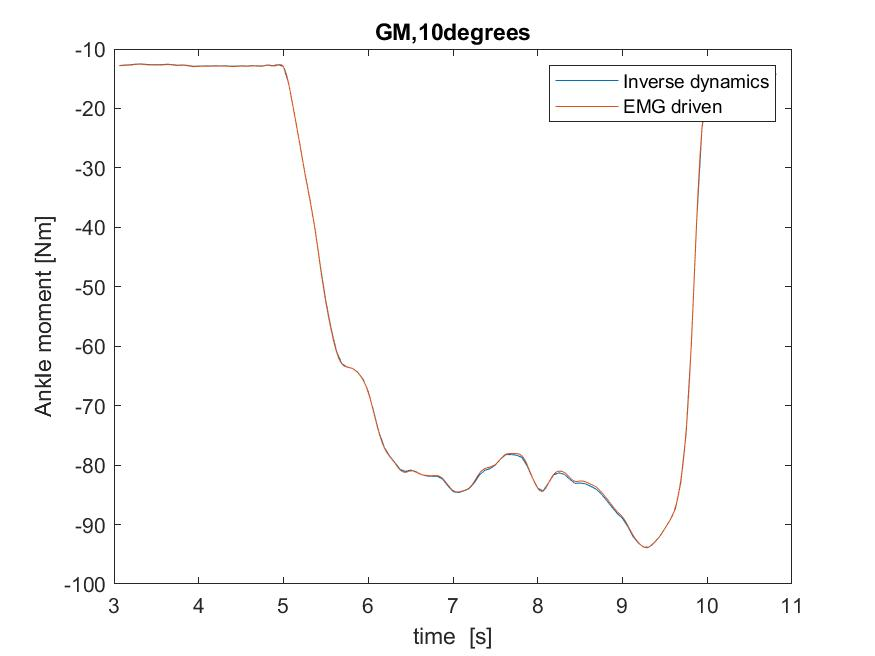 GM,10degrees
Inverse dynamics
EMG driven
-10
-20
-30
-40
-50
-60
-70
-80
-90
-100
Ankle moment [Nm]
3 4 5 6 7 8 9 10 11
time [s]